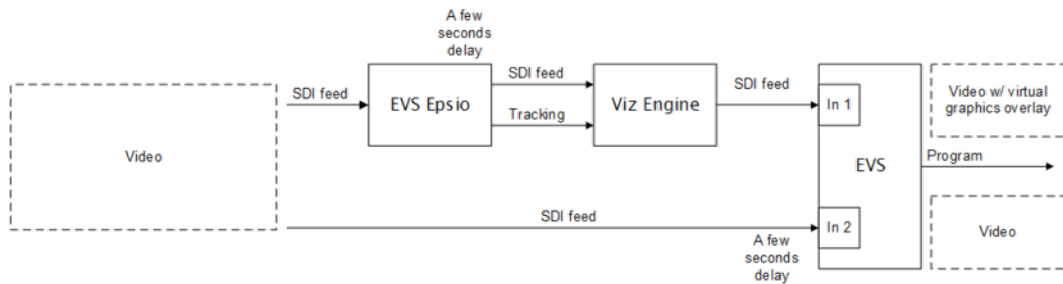 A few
seconds
delay
SDI feed
EVS Epsio
SDI feed
Tracking
Viz Engine
SDI feed
In 1
Video w/ virtual
graphics overlay
Video
EVS
Program
SDI feed
In 2
A few
seconds
delay
Video